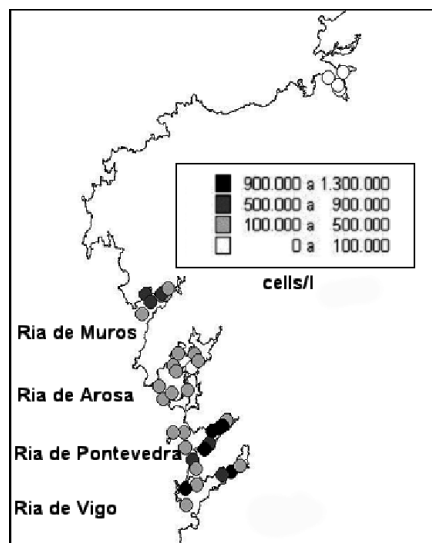 900.000 a 1.300.000
500.000 a 900.000
100.000 a 500.000
0 a 100.000
cells/l
Ria de Muros
Ria de Arosa
Ria de Pontevedra
Ria de Vigo